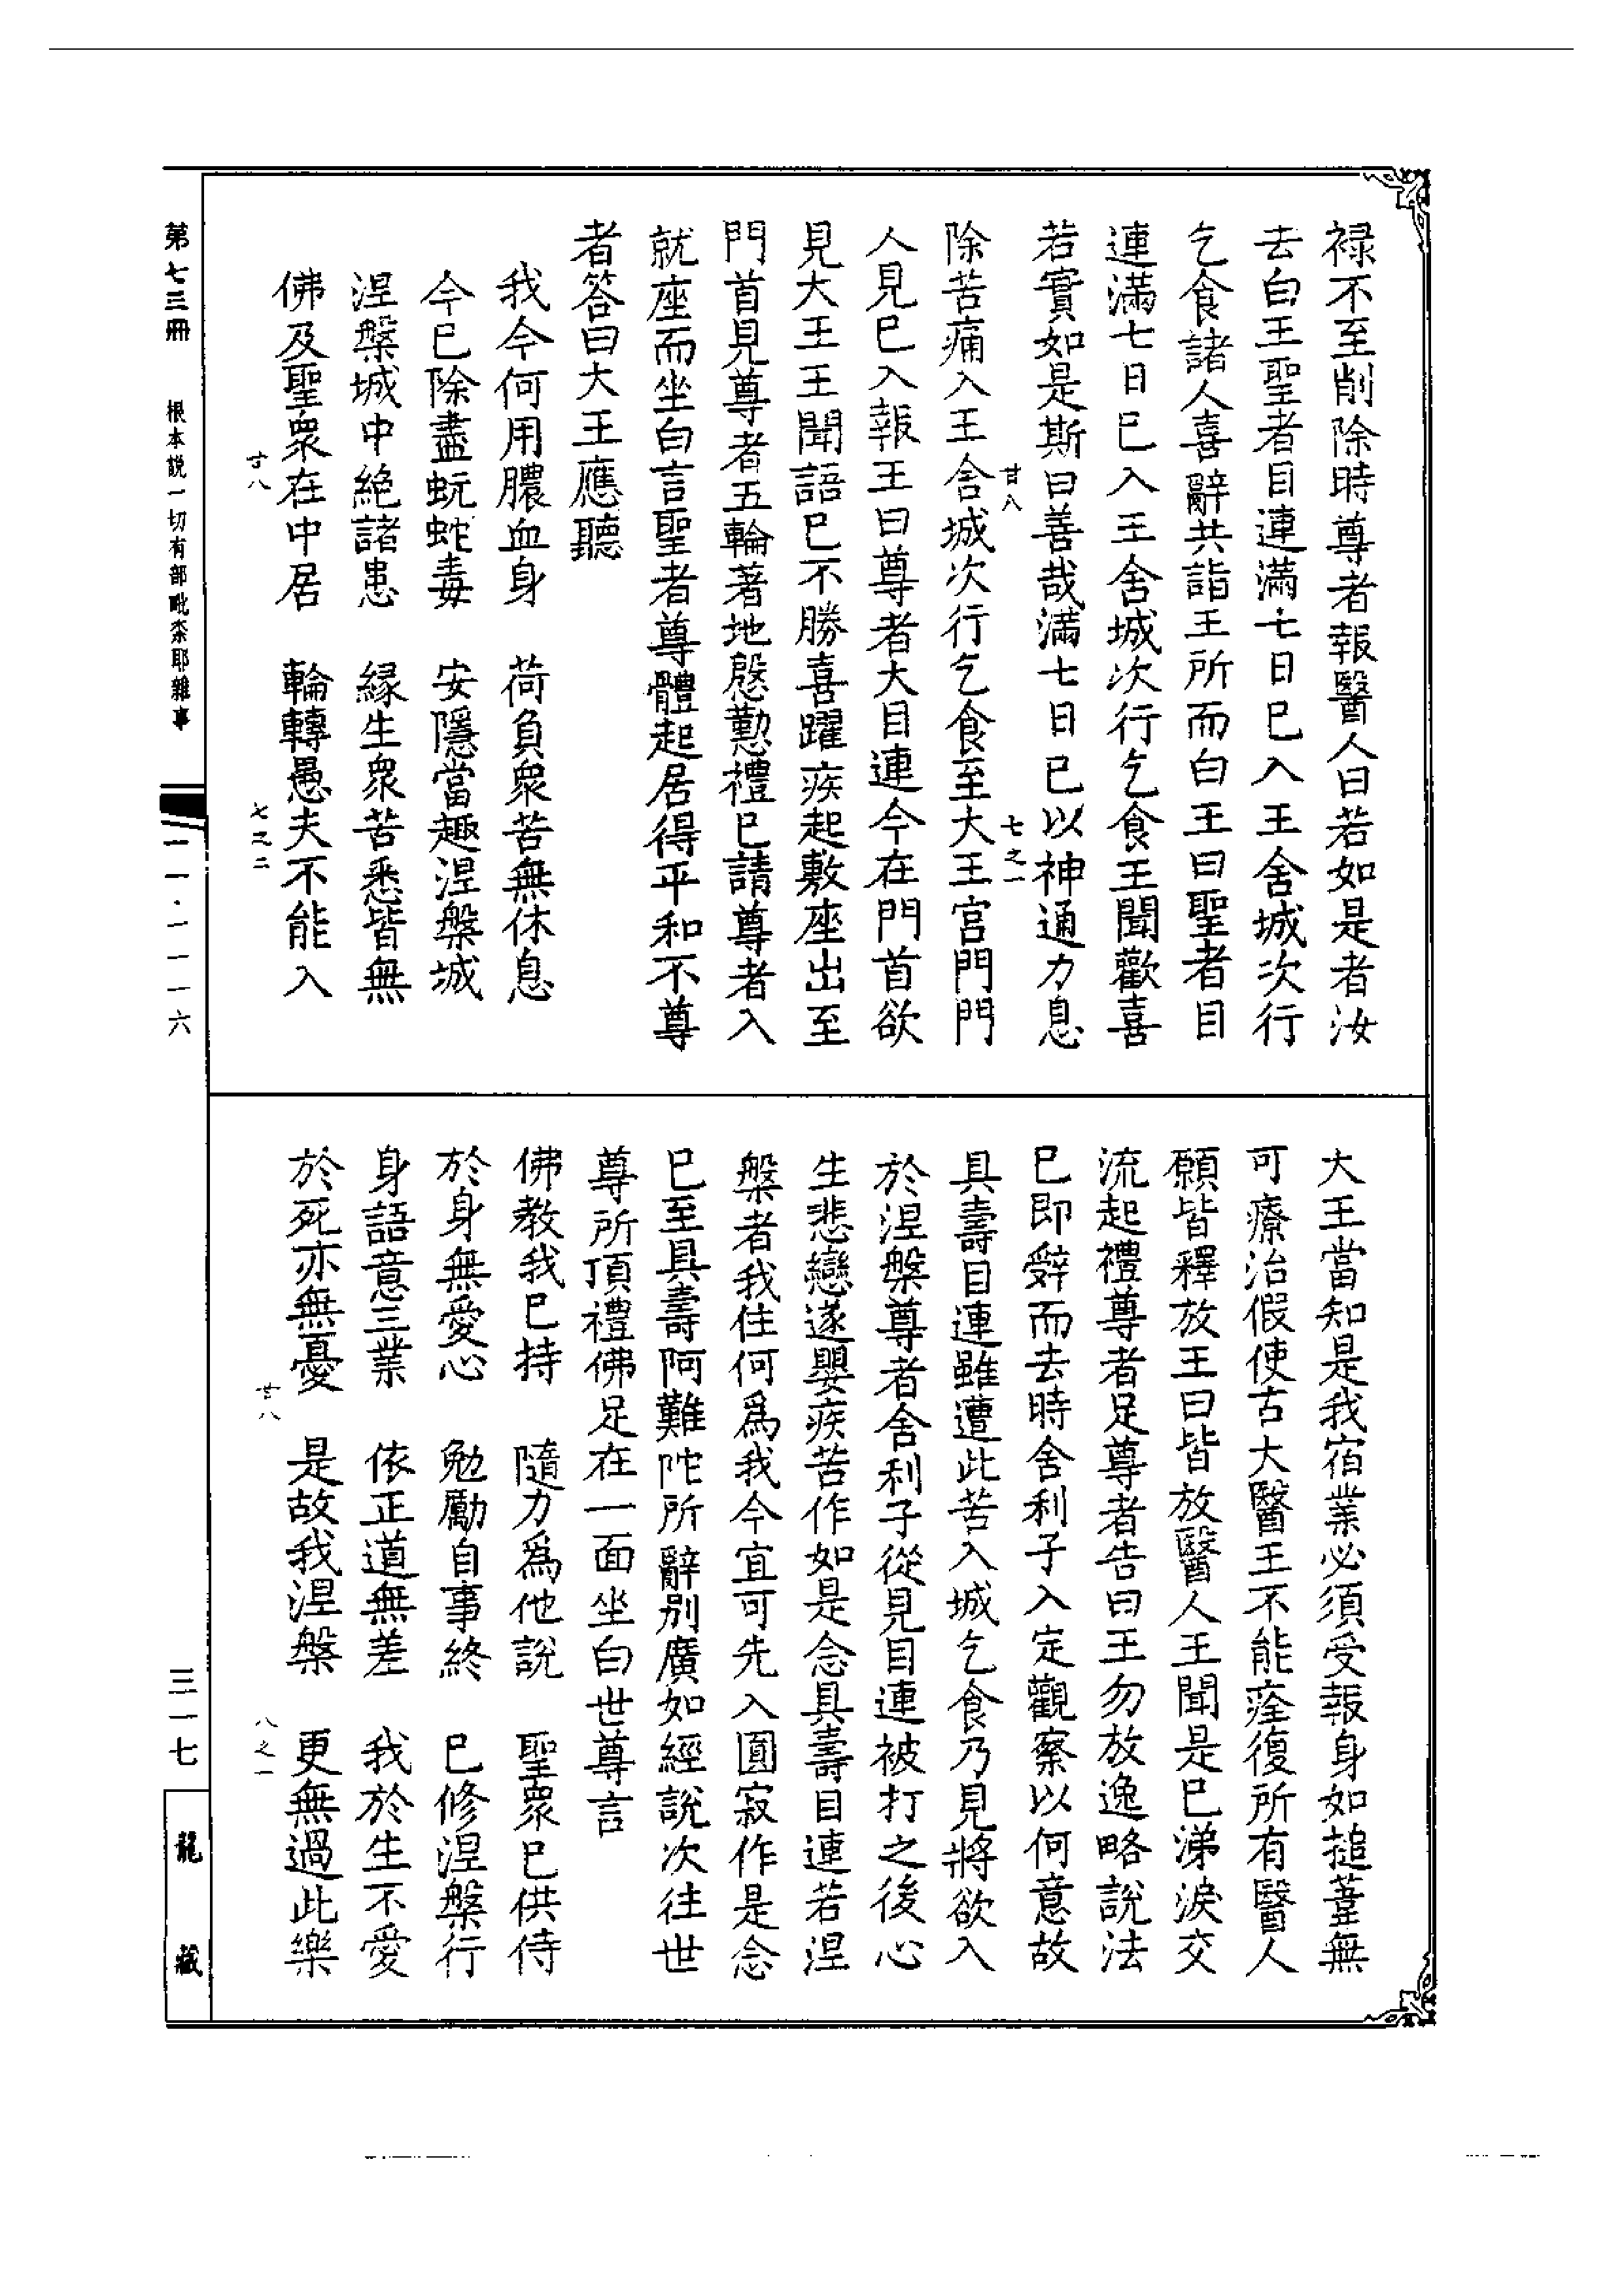 祿不至削除時尊者報醫人曰若如是者汝
去白王聖者目連滿七日已入王舍城次行
乞食諸人喜辭共詣王所而白王曰聖者目
連滿七日已入王舍城次行乞食王聞歡喜
若實如是斯曰善哉滿七日已以神通力息
甘八
七之一
除苦痛入王舍城次行乞食至大王宮門門
人見已入報王曰尊者大目連今在門首欲
見大王王聞語已不勝喜躍疾起敷座出至
門首見尊者五輪著地慇懃禮已請尊者入
就座而坐白言聖者尊體起居得平和不尊
者答曰大王應聽
我今何用膿血身　荷負衆苦無休息
今已除盡蚖蛇毒　安隱當趣涅槃城
涅槃城中絕諸患　緣生衆苦悉皆無
佛及聖衆在中居　輪轉愚夫不能入
甘八
七之二
大王當知是我宿業必須受報身如搥葦無
可療治假使古大醫王不能痊復所有醫人
願皆釋放王曰皆放醫人王聞是已涕淚交
流起禮尊者足尊者告曰王勿放逸略說法
已即辭而去時舍利子入定觀察以何意故
具壽目連雖遭此苦入城乞食乃見將欲入
於涅槃尊者舍利子從見目連被打之後心
生悲戀遂嬰疾苦作如是念具壽目連若涅
槃者我住何爲我今宜可先入圓寂作是念
已至具壽阿難陀所辭別廣如經說次往世
尊所頂禮佛足在一面坐白世尊言
佛教我已持　隨力爲他說　聖衆已供侍
於身無愛心　勉勵自事終　已修涅槃行
身語意三業　依正道無差　我於生不愛
於死亦無憂　是故我涅槃　更無過此樂
甘八
八之一
第七三冊　根本說一切有部毗奈耶雜事
一一·一一一六
三一七
龍藏